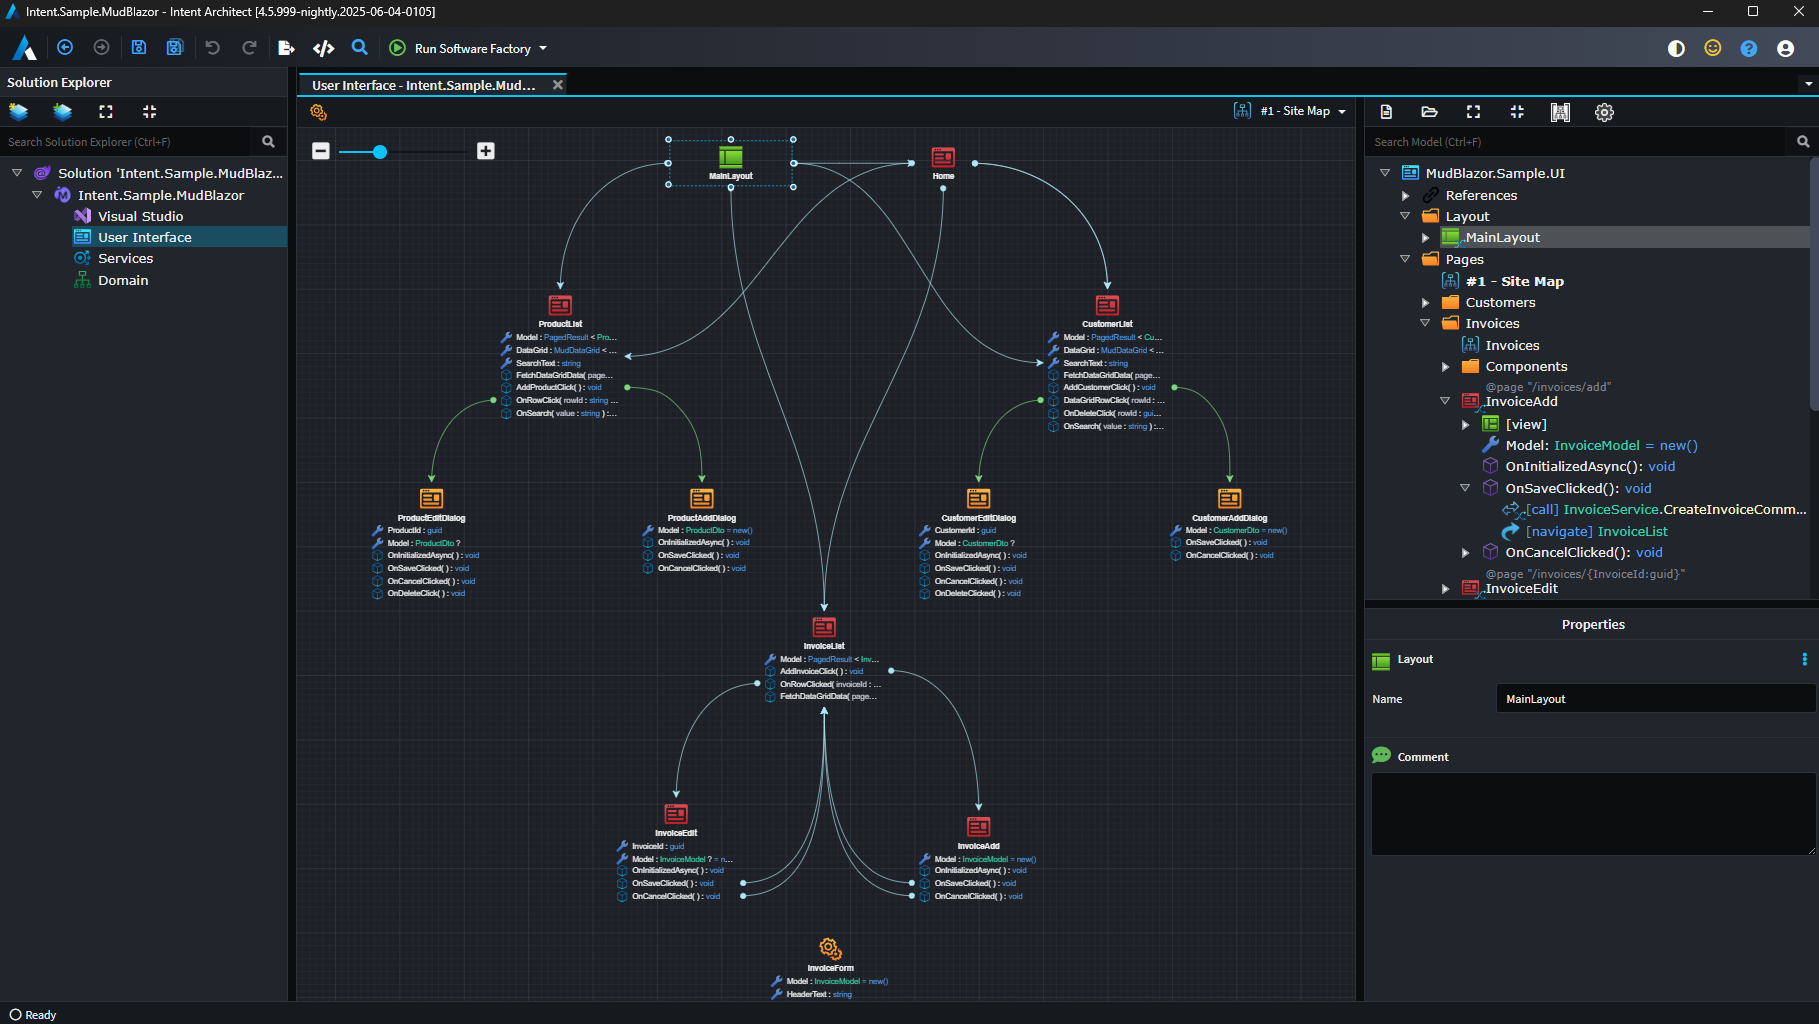 Intent.Sample.MudBlazor - Intent Architect [4.5.999-nightly.2025-06-04-0105]
Run Software Factory
Solution Explorer
Search Solution Explorer (Ctrl+F)
Solution 'Intent.Sample.MudBlaz...
Intent.Sample.MudBlazor
Visual Studio
User Interface
Services
Domain
User Interface - Intent.Sample.Mud...
#1 - Site Map
MainLayout
Home
ProductList
Model : PagedResult < Pro...
DataGrid : MudDataGrid < ...
SearchText : string
FetchDataGridData( page...
AddProductClick( ) : void
OnRowClick( rowId : string ...
OnSearch( value : string ) :...
CustomerList
Model : PagedResult < Cu...
DataGrid : MudDataGrid < ...
SearchText : string
FetchDataGridData( page...
AddCustomerClick( ) : void
DataGridRowClick( rowId : ...
OnDeleteClick( rowId : gui...
OnSearch( value : string ) :...
ProductEditDialog
ProductId : guid
Model : ProductDto ?
OnInitializedAsync( ) : void
OnSaveClicked( ) : void
OnCancelClicked( ) : void
OnDeleteClick( ) : void
ProductAddDialog
Model : ProductDto = new()
OnInitializedAsync( ) : void
OnSaveClicked( ) : void
OnCancelClicked( ) : void
CustomerEditDialog
CustomerId : guid
Model : CustomerDto ?
OnInitializedAsync( ) : void
OnSaveClicked( ) : void
OnCancelClicked( ) : void
OnDeleteClicked( ) : void
CustomerAddDialog
Model : CustomerDto = new()
OnSaveClicked( ) : void
OnCancelClicked( ) : void
InvoiceList
Model : PagedResult < Inv...
AddInvoiceClick( ) : void
OnRowClicked( invoiceId : ...
FetchDataGridData( page...
InvoiceEdit
InvoiceId : guid
Model : InvoiceModel ? = n...
OnInitializedAsync( ) : void
OnSaveClicked( ) : void
OnCancelClicked( ) : void
InvoiceAdd
Model : InvoiceModel = new()
OnInitializedAsync( ) : void
OnSaveClicked( ) : void
OnCancelClicked( ) : void
InvoiceForm
Model : InvoiceModel = new()
HeaderText : string
Search Model (Ctrl+F)
MudBlazor.Sample.UI
References
Layout
MainLayout
Pages
#1 - Site Map
Customers
Invoices
Invoices
Components
@page "/invoices/add"
InvoiceAdd
[view]
Model: InvoiceModel = new()
OnInitializedAsync(): void
OnSaveClicked(): void
[call] InvoiceService.CreateInvoiceComm...
[navigate] InvoiceList
OnCancelClicked(): void
@page "/invoices/{InvoiceId:guid}"
InvoiceEdit
Properties
Layout
Name
MainLayout
Comment
Ready